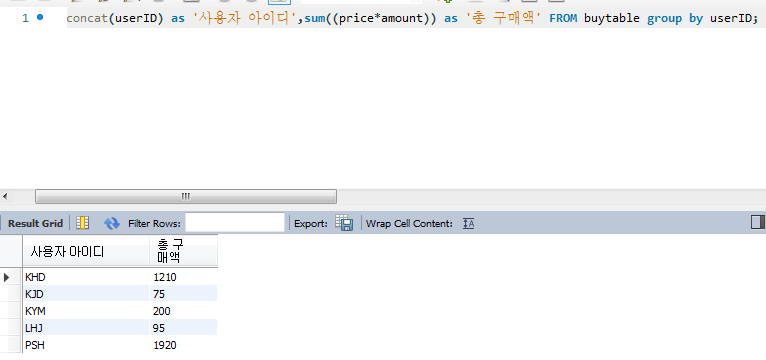 1 concat(userID) as '사용자 아이디',sum((price*amount)) as '총 구매액' FROM buytable group by userID;
Result Grid Filter Rows: Export: Wrap Cell Content: IA
사용자 아이디 총 구
매액
KHD 1210
KJD 75
KYM 200
LHJ 95
PSH 1920